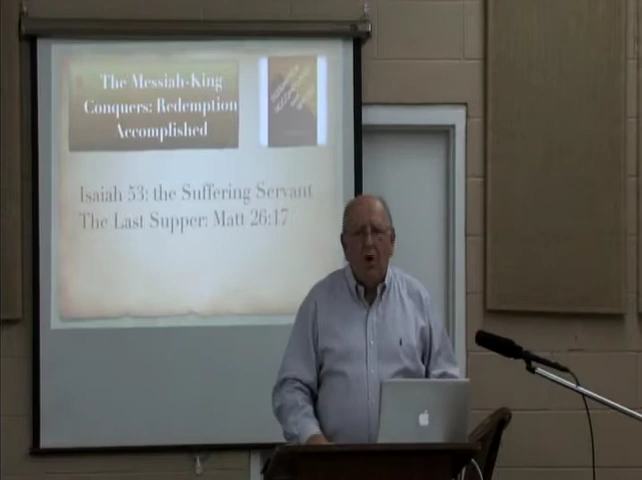 The Messiah-King
Conquers: Redemption
Accomplished
Isaiah 53: the Suffering Servant
The Last Supper: Matt 26:17